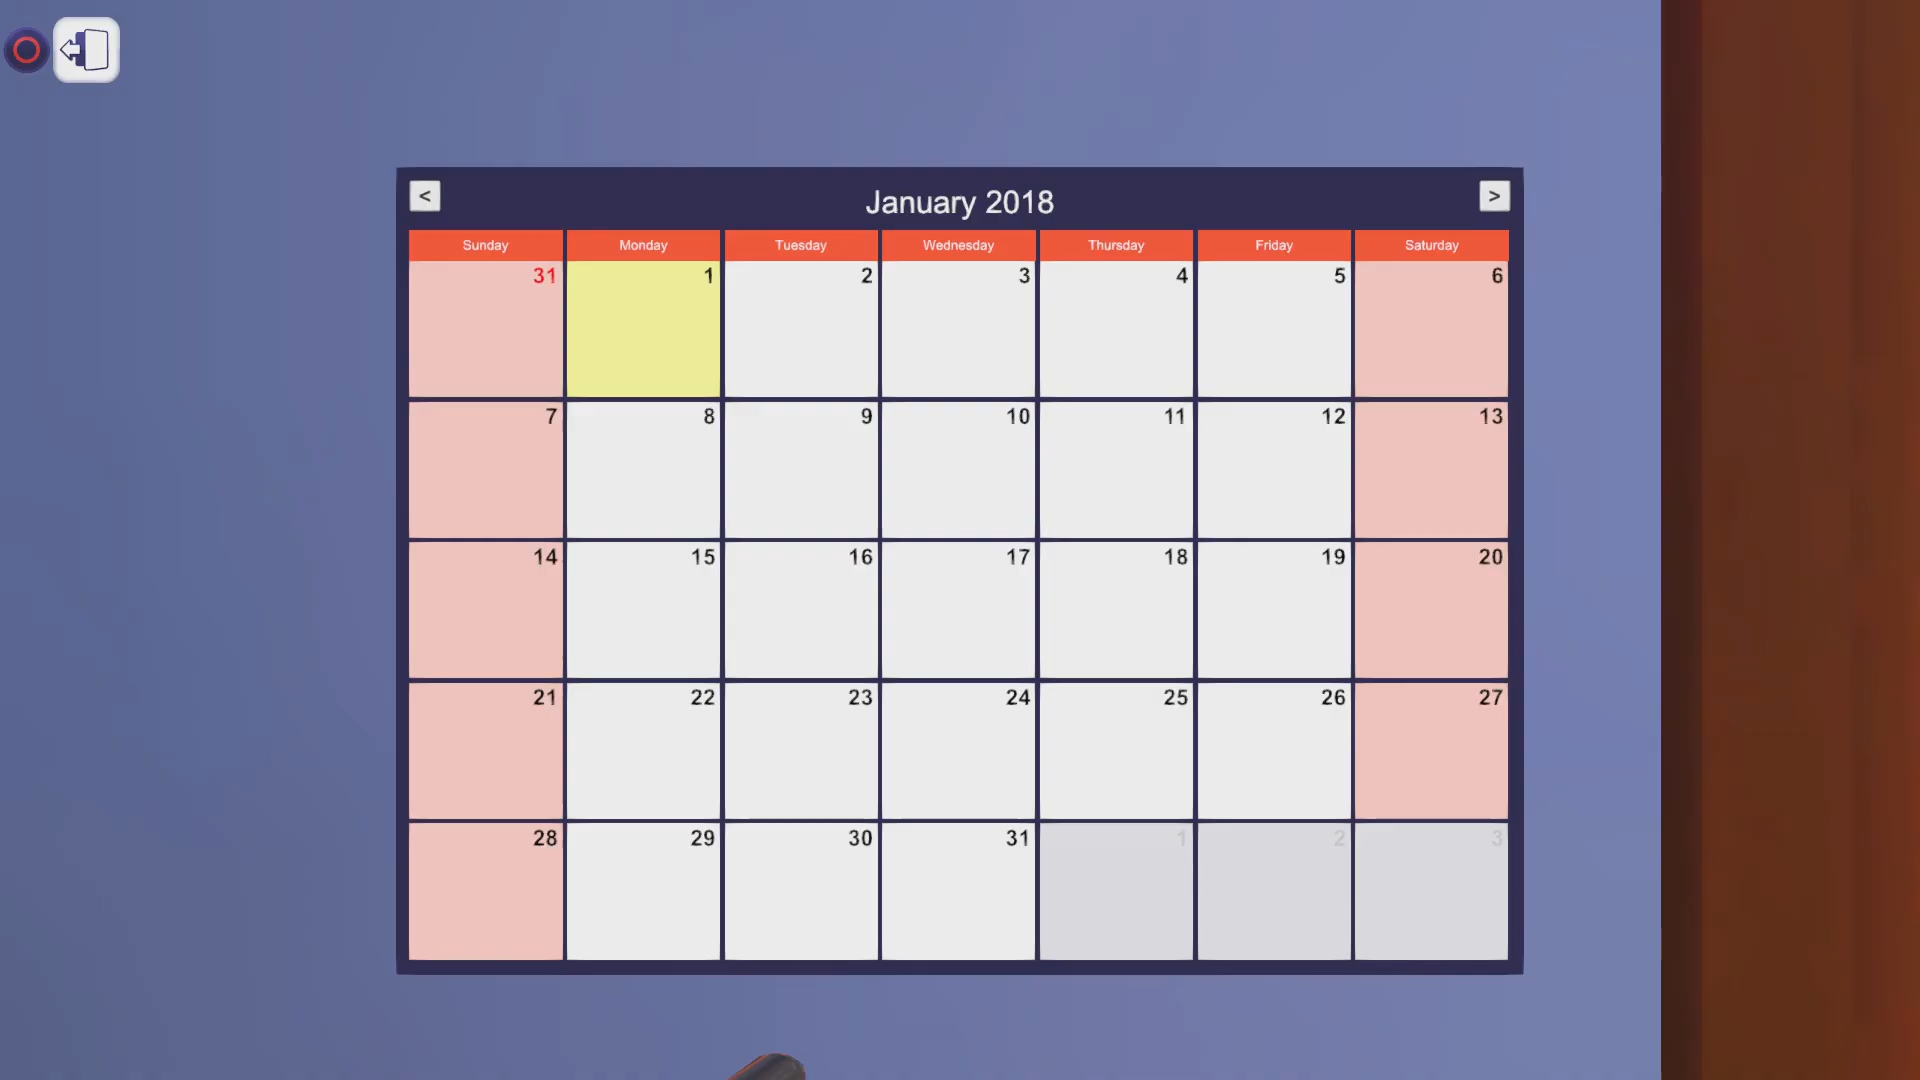 < January 2018 >
Sunday Monday Tuesday Wednesday Thursday Friday Saturday
31 1 2 3 4 5 6
7 8 9 10 11 12 13
14 15 16 17 18 19 20
21 22 23 24 25 26 27
28 29 30 31 1 2 3